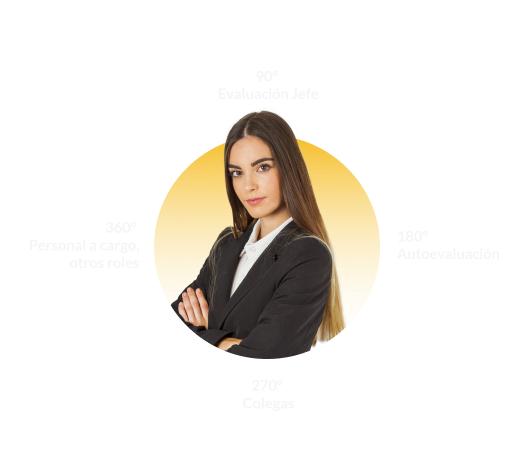 90°
Evaluación Jefe
360°
Personal a cargo,
otros roles
180°
Autoevaluación
270°
Colegas